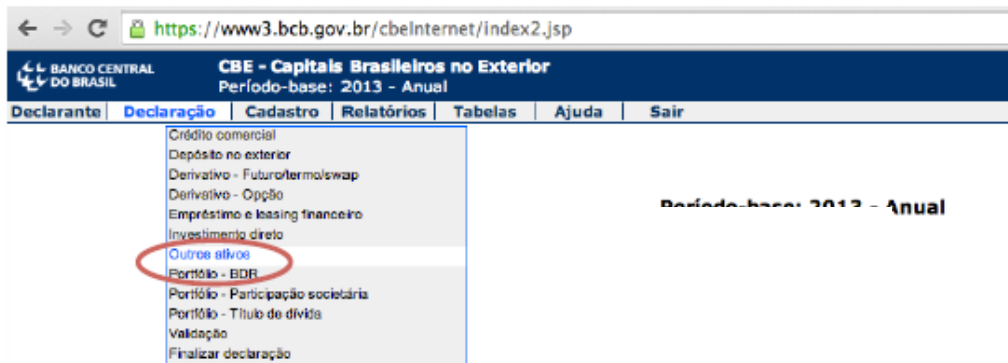 https://www3.bcb.gov.br/cbeInternet/index2.jsp
BANCO CENTRAL
DO BRASIL
CBE - Capitais Brasileiros no Exterior
Período-base: 2013 - Anual
Declarante Declaração Cadastro Relatórios Tabelas Ajuda Sair
Crédito comercial
Depósito no exterior
Derivativo - Futuro/termo/swap
Derivativo - Opção
Empréstimo e leasing financeiro
Investimento direto
Outros ativos
Portfólio - BDR
Portfólio - Participação societária
Portfólio - Título de dívida
Validação
Finalizar declaração
Período-base: 2013 - Anual